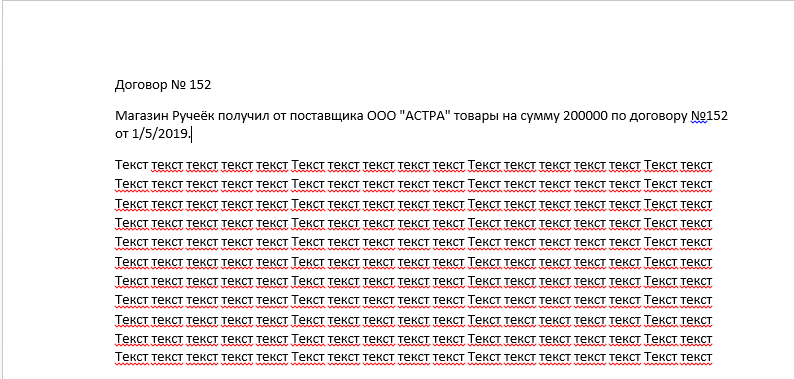 Договор № 152
Магазин Ручеёк получил от поставщика ООО "АСТРА" товары на сумму 200000 по договору №152
от 1/5/2019.
Текст текст текст текст текст Текст текст текст текст текст Текст текст текст текст текст Текст текст
Текст текст текст текст текст Текст текст текст текст текст Текст текст текст текст текст Текст текст
Текст текст текст текст текст Текст текст текст текст текст Текст текст текст текст текст Текст текст
Текст текст текст текст текст Текст текст текст текст текст Текст текст текст текст текст Текст текст
Текст текст текст текст текст Текст текст текст текст текст Текст текст текст текст текст Текст текст
Текст текст текст текст текст Текст текст текст текст текст Текст текст текст текст текст Текст текст
Текст текст текст текст текст Текст текст текст текст текст Текст текст текст текст текст Текст текст
Текст текст текст текст текст Текст текст текст текст текст Текст текст текст текст текст Текст текст
Текст текст текст текст текст Текст текст текст текст текст Текст текст текст текст текст Текст текст
Текст текст текст текст текст Текст текст текст текст текст Текст текст текст текст текст Текст текст
Текст текст текст текст текст Текст текст текст текст текст Текст текст текст текст текст Текст текст